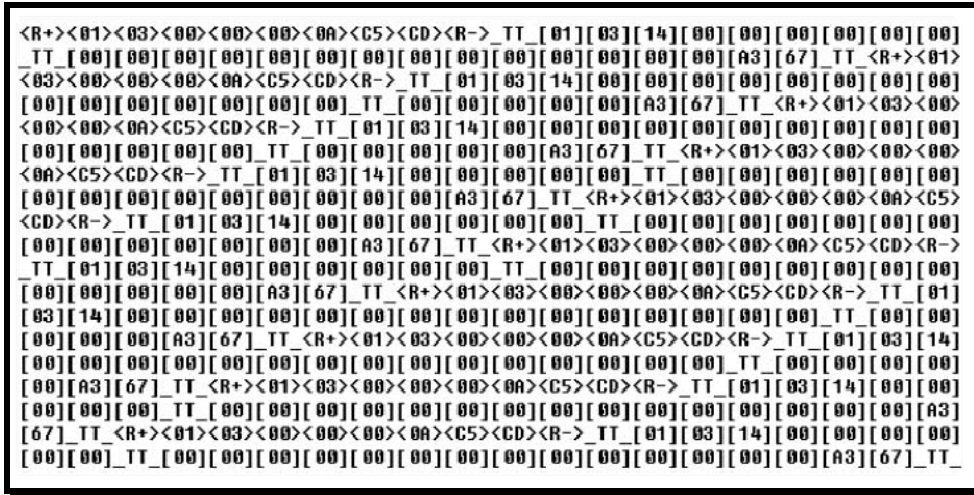 <R+><01><03><00><00><00><0A><C5><CD><R->_TT_[01][03][14][00][00][00][00][00][00]
_TT_[00][00][00][00][00][00][00][00][00][00][00][00][00][00][A3][67]_TT_<R+><01>
<03><00><00><00><0A><C5><CD><R->_TT_[01][03][14][00][00][00][00][00][00][00][00]
[00][00][00][00][00][00][00]_TT_[00][00][00][00][00][A3][67]_TT_<R+><01><03><00>
<00><00><0A><C5><CD><R->_TT_[01][03][14][00][00][00][00][00][00][00][00][00][00]
[00][00][00][00][00]_TT_[00][00][00][00][00][A3][67]_TT_<R+><01><03><00><00><00>
<0A><C5><CD><R->_TT_[01][03][14][00][00][00][00][00]_TT_[00][00][00][00][00][00]
[00][00][00][00][00][00][00][00][00][A3][67]_TT_<R+><01><03><00><00><00><0A><C5>
<CD><R->_TT_[01][03][14][00][00][00][00][00][00]_TT_[00][00][00][00][00][00][00]
[00][00][00][00][00][00][00][A3][67]_TT_<R+><01><03><00><00><00><0A><C5><CD><R->
_TT_[01][03][14][00][00][00][00][00][00]_TT_[00][00][00][00][00][00][00][00][00]
[00][00][00][00][00][A3][67]_TT_<R+><01><03><00><00><00><0A><C5><CD><R->_TT_[01]
[03][14][00][00][00][00][00][00][00][00][00][00][00][00][00][00][00]_TT_[00][00]
[00][00][00][A3][67]_TT_<R+><01><03><00><00><00><0A><C5><CD><R->_TT_[01][03][14]
[00][00][00][00][00][00][00][00][00][00][00][00][00][00][00]_TT_[00][00][00][00]
[00][A3][67]_TT_<R+><01><03><00><00><00><0A><C5><CD><R->_TT_[01][03][14][00][00]
[00][00][00]_TT_[00][00][00][00][00][00][00][00][00][00][00][00][00][00][00][A3]
[67]_TT_<R+><01><03><00><00><00><0A><C5><CD><R->_TT_[01][03][14][00][00][00][00]
[00][00]_TT_[00][00][00][00][00][00][00][00][00][00][00][00][00][00][A3][67]_TT_